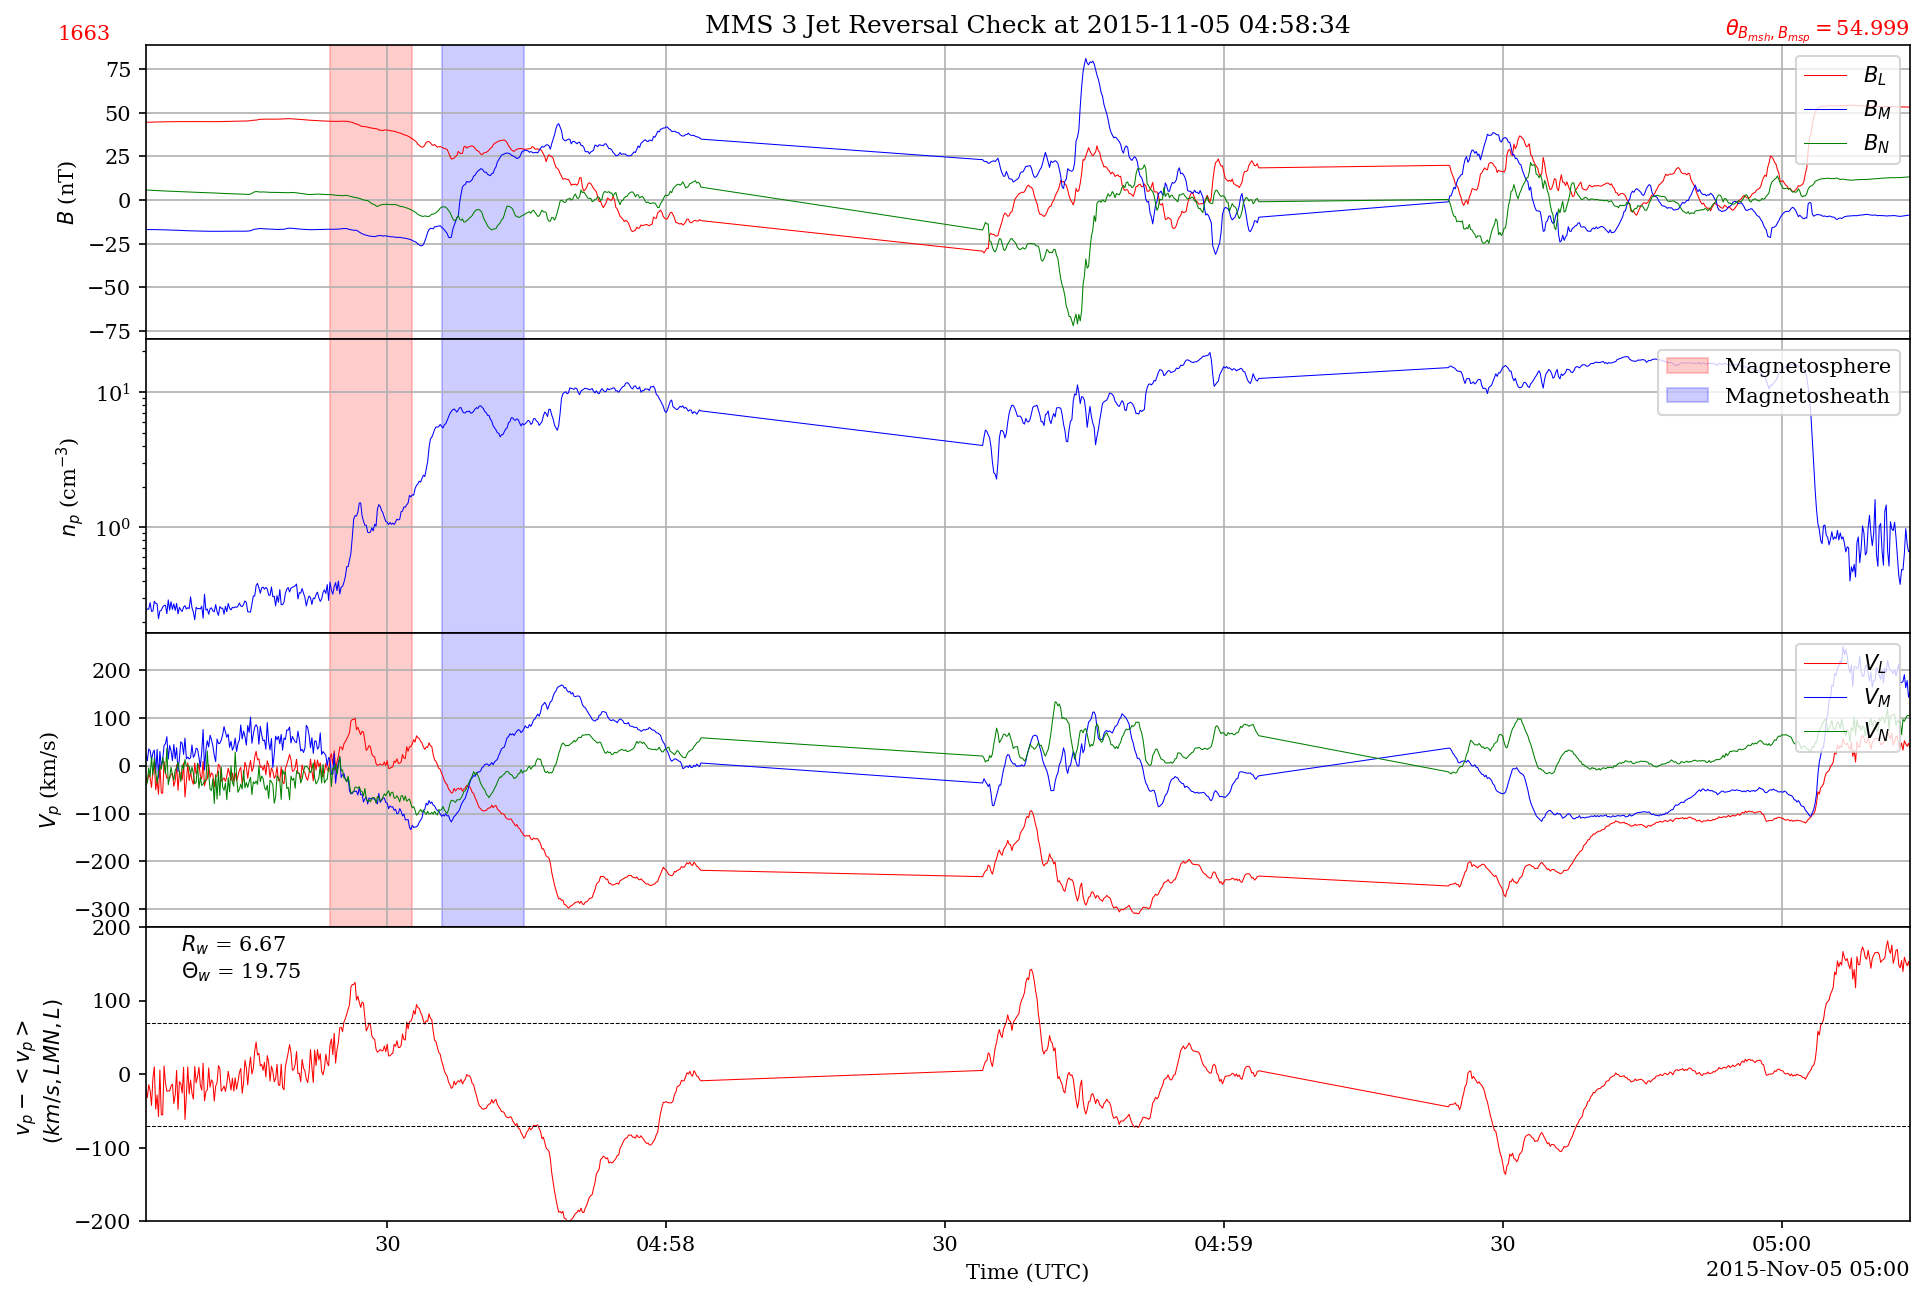 1663
MMS 3 Jet Reversal Check at 2015-11-05 04:58:34
θ_{B_{msh}, B_{msp}} = 54.999
75
50
25
0
−25
−50
−75
B (nT)
B_L
B_M
B_N
10¹
10⁰
n_p (cm⁻³)
Magnetosphere
Magnetosheath
200
100
0
−100
−200
−300
V_p (km/s)
V_L
V_M
V_N
200
100
0
−100
−200
v_p − < v_p >
(km/s, LMN, L)
R_w = 6.67
Θ_w = 19.75
30
04:58
30
04:59
30
05:00
Time (UTC)
2015-Nov-05 05:00